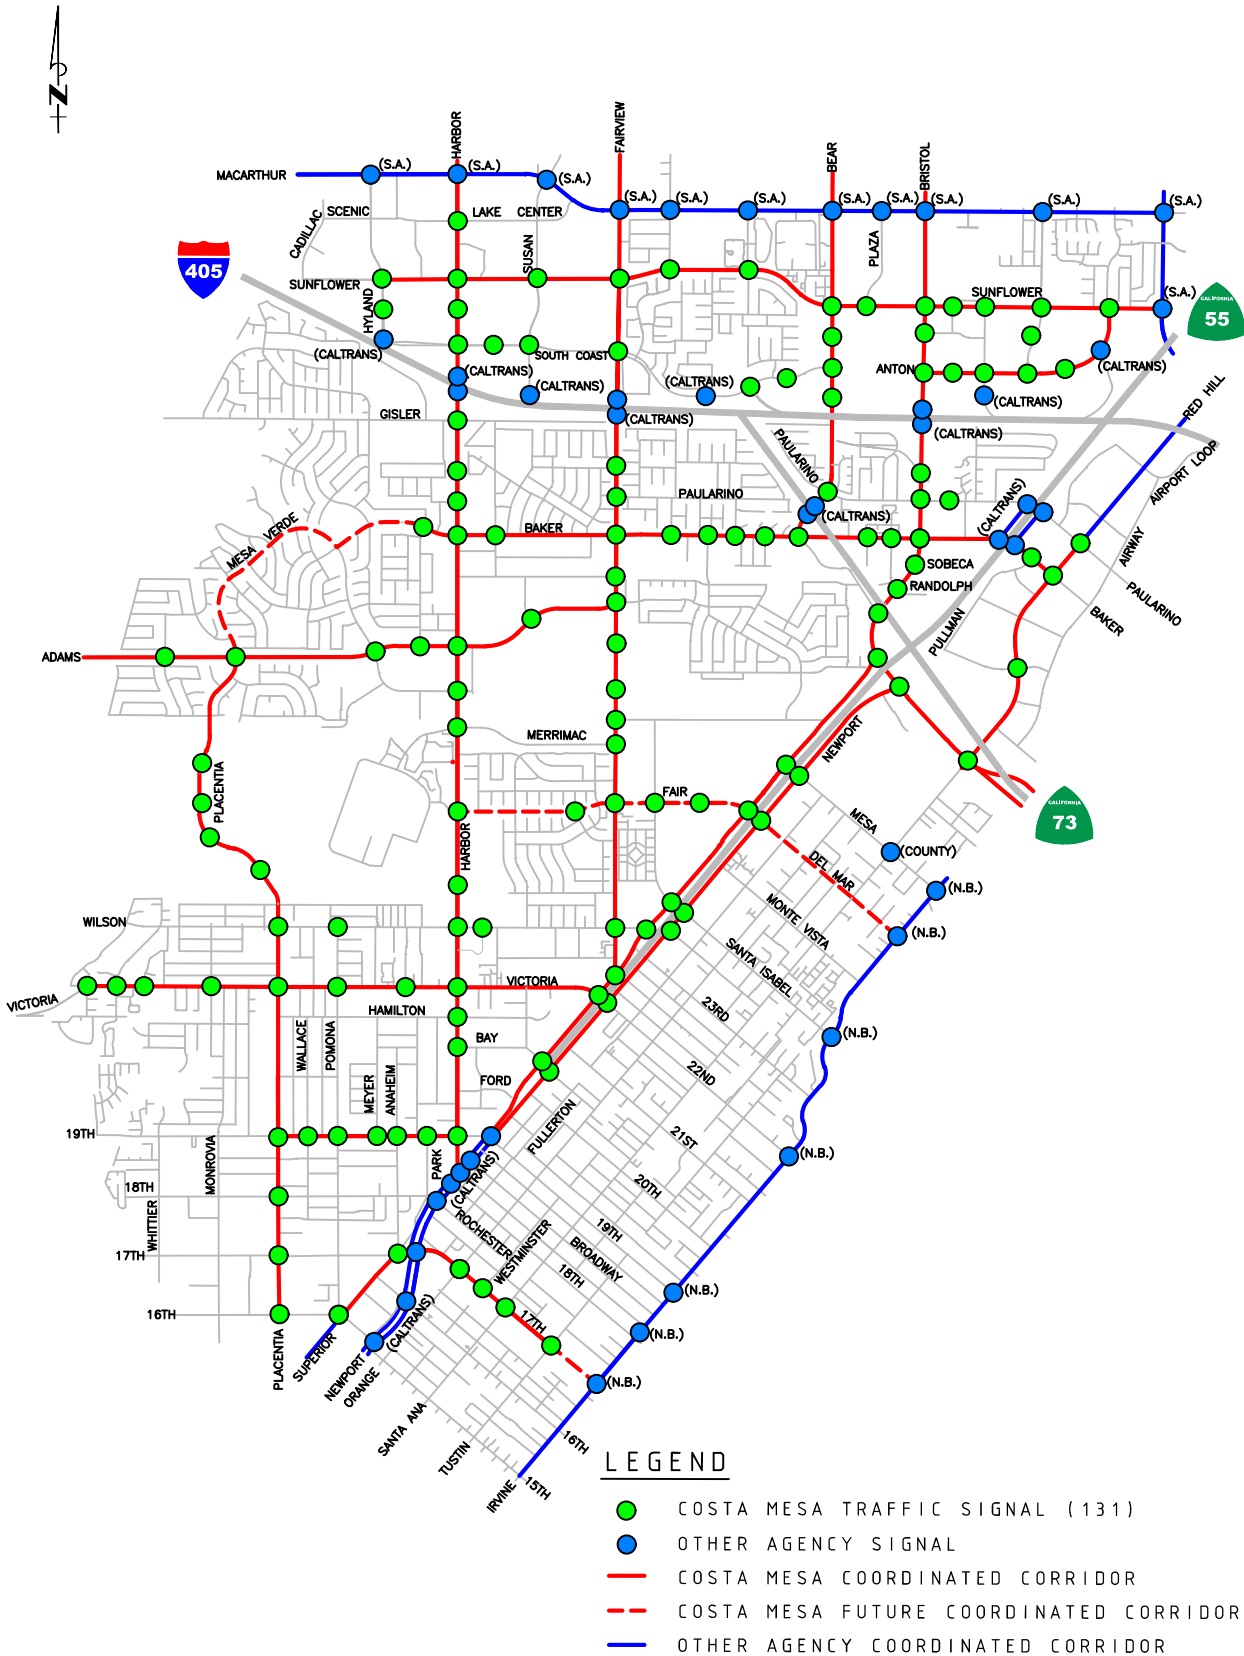 N
HARBOR
FAIRVIEW
BEAR
BRISTOL
MACARTHUR
(S.A.)
(S.A.)
(S.A.)
(S.A.)
(S.A.)
(S.A.)
(S.A.)
(S.A.)
(S.A.)
(S.A.)
(S.A.)
CADILLAC
SCENIC
LAKE CENTER
SUSAN
PLAZA
405
SUNFLOWER
SUNFLOWER
(S.A.)
HYLAND
CALIFORNIA
55
(CALTRANS)
SOUTH COAST
(CALTRANS)
(CALTRANS)
(CALTRANS)
ANTON
(CALTRANS)
(CALTRANS)
RED HILL
GISLER
(CALTRANS)
(CALTRANS)
PAULARINO
AIRPORT LOOP
PAULARINO
(CALTRANS)
(CALTRANS)
MESA VERDE
BAKER
AIRWAY
SOBECA
RANDOLPH
PAULARINO
BAKER
PULLMAN
ADAMS
MERRIMAC
NEWPORT
PLACENTIA
FAIR
CALIFORNIA
73
HARBOR
MESA
(COUNTY)
DEL MAR
(N.B.)
MONTE VISTA
WILSON
(N.B.)
SANTA ISABEL
VICTORIA
VICTORIA
HAMILTON
23RD
WALLACE
POMONA
BAY
(N.B.)
MEYER
ANAHEIM
FORD
22ND
FULLERTON
19TH
21ST
MONROVIA
PARK
(N.B.)
(CALTRANS)
18TH
20TH
WHITTIER
ROCHESTER
WESTMINSTER
19TH
17TH
BROADWAY
18TH
(N.B.)
16TH
(CALTRANS)
17TH
(N.B.)
PLACENTIA
SUPERIOR
NEWPORT
ORANGE
(N.B.)
SANTA ANA
TUSTIN
16TH
IRVINE
15TH
LEGEND
COSTA MESA TRAFFIC SIGNAL (131)
OTHER AGENCY SIGNAL
COSTA MESA COORDINATED CORRIDOR
COSTA MESA FUTURE COORDINATED CORRIDOR
OTHER AGENCY COORDINATED CORRIDOR